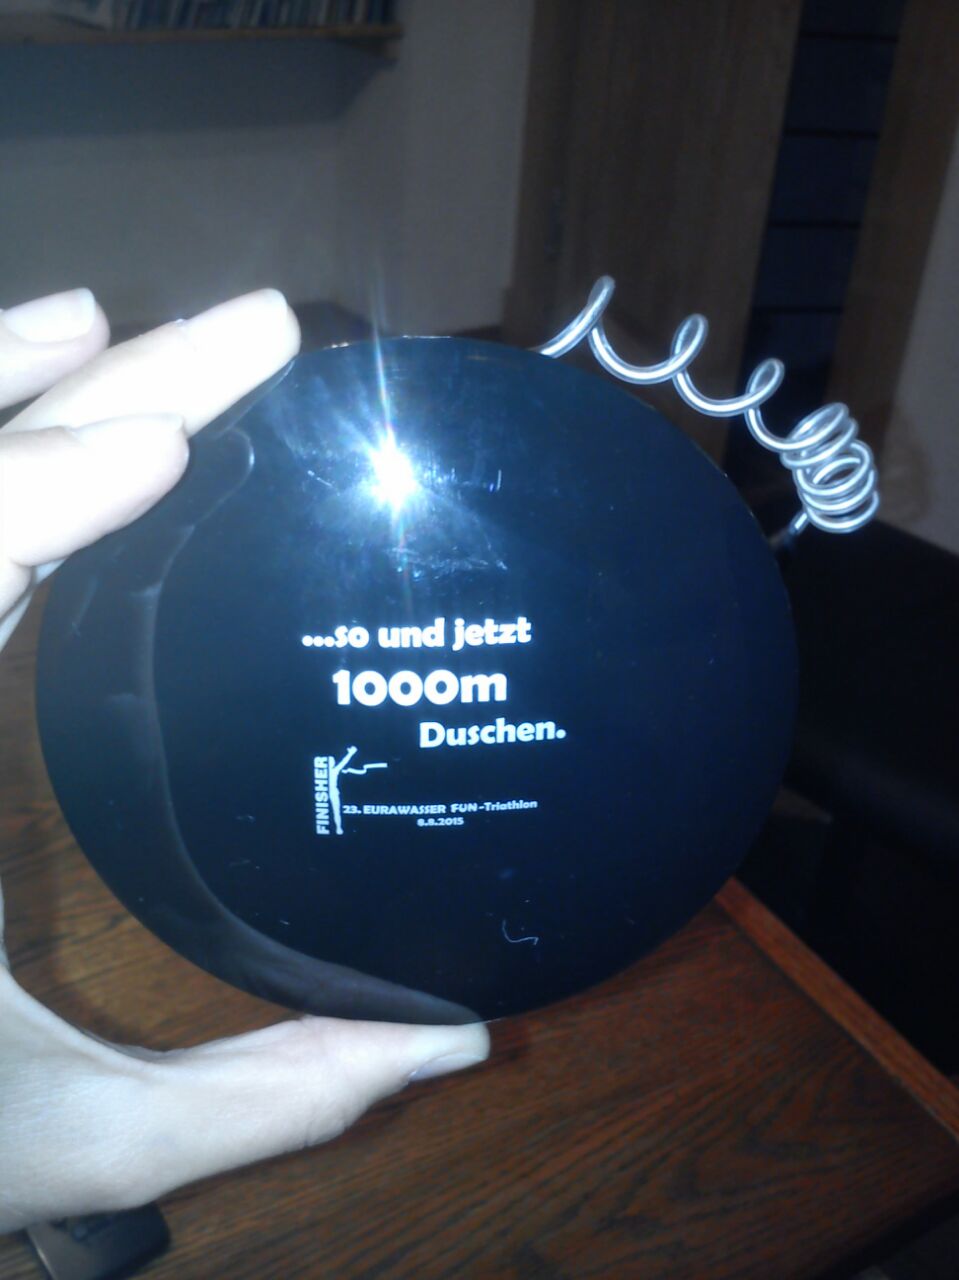 ...so und jetzt
1000m
Duschen.
FINISHER
23. EURAWASSER FUN-Triathlon
8.8.2015